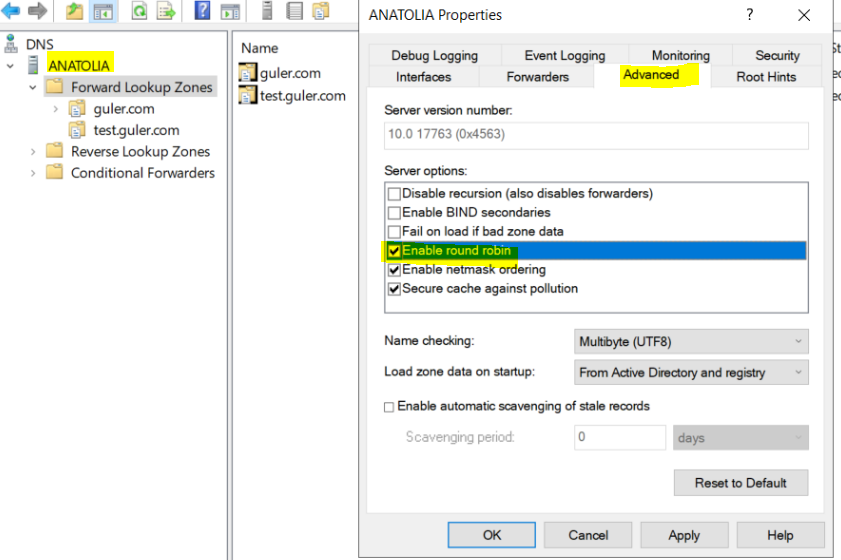 DNS
ANATOLIA
Forward Lookup Zones
guler.com
test.guler.com
Reverse Lookup Zones
Conditional Forwarders
Name
guler.com
test.guler.com
ANATOLIA Properties
?
Debug Logging Event Logging Monitoring Security
Interfaces Forwarders Advanced Root Hints
Server version number:
10.0 17763 (0x4563)
Server options:
Disable recursion (also disables forwarders)
Enable BIND secondaries
Fail on load if bad zone data
Enable round robin
Enable netmask ordering
Secure cache against pollution
Name checking: Multibyte (UTF8)
Load zone data on startup: From Active Directory and registry
Enable automatic scavenging of stale records
Scavenging period: 0 days
Reset to Default
OK Cancel Apply Help